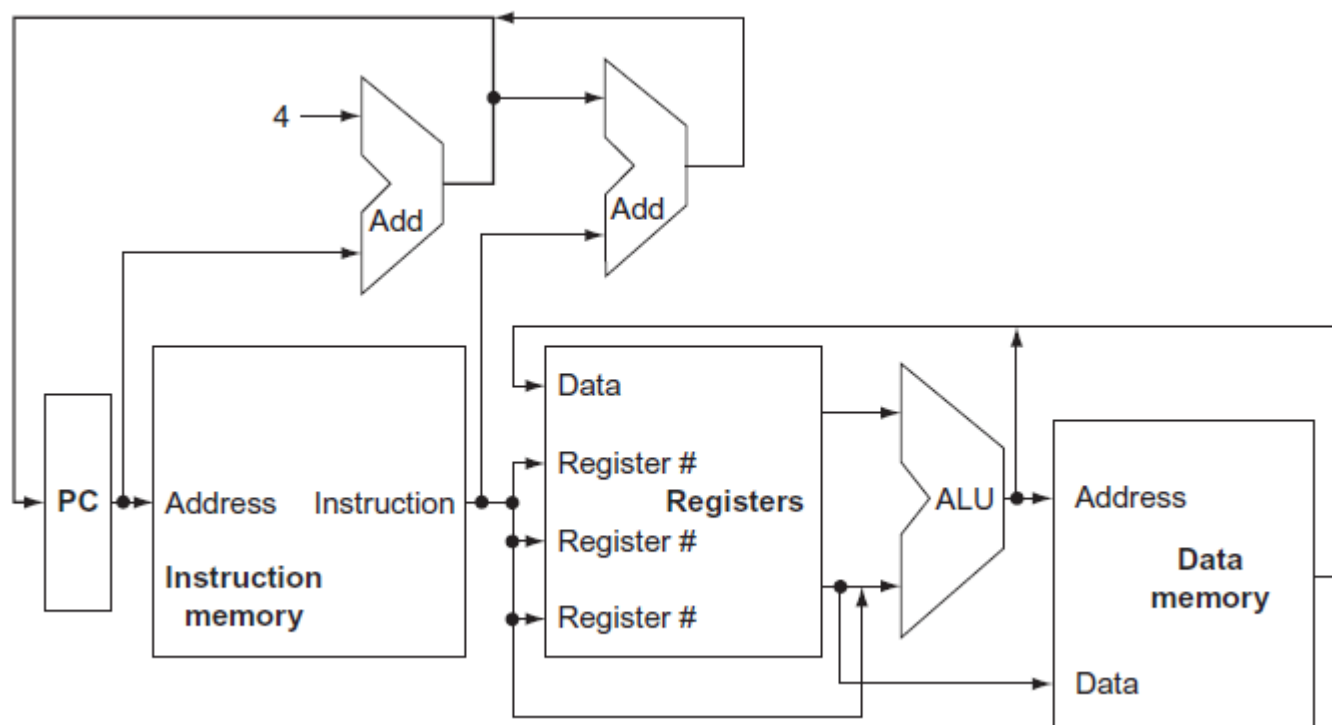 4
Add
Add
Data
Register #
Registers
ALU
PC
Address
Instruction
Address
Register #
Instruction
memory
Data
memory
Register #
Data